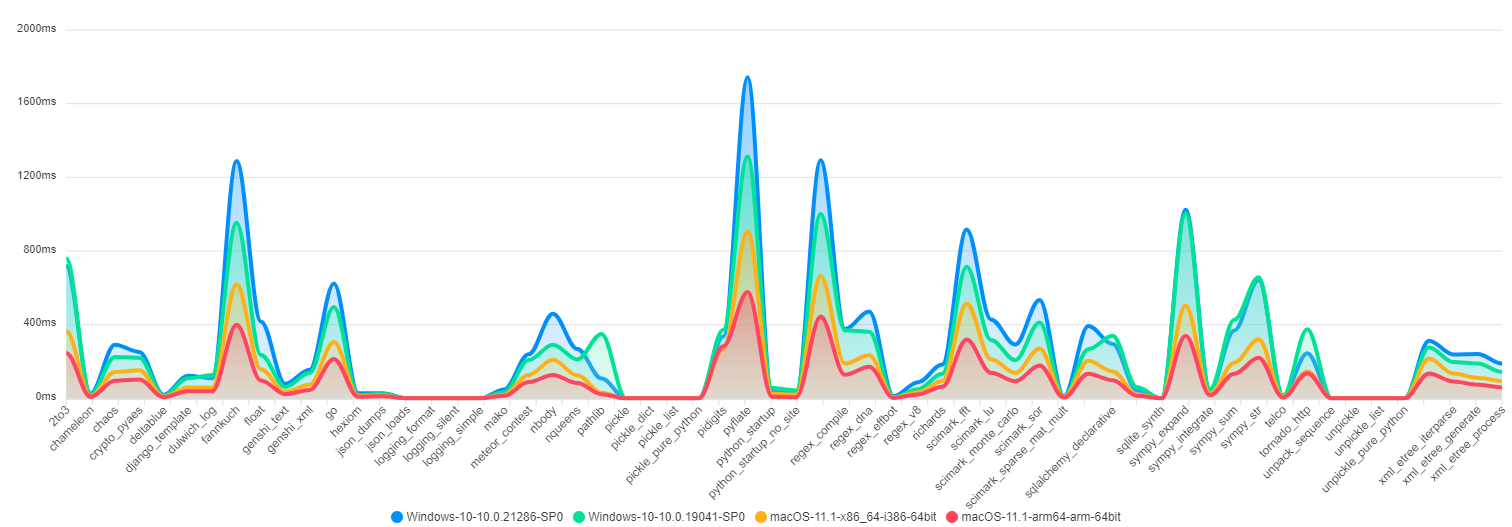 2000ms
1600ms
1200ms
800ms
400ms
0ms
2to3
chameleon
chaos
crypto_pyaes
deltablue
django_template
dulwich_log
fannkuch
float
genshi_text
genshi_xml
go
hexiom
json_dumps
json_loads
logging_format
logging_silent
logging_simple
mako
meteor_contest
nbody
nqueens
pathlib
pickle
pickle_dict
pickle_list
pickle_pure_python
pidigits
pyflate
python_startup
python_startup_no_site
regex_compile
regex_dna
regex_effbot
regex_v8
richards
scimark_fft
scimark_lu
scimark_monte_carlo
scimark_sor
scimark_sparse_mat_mult
sqlalchemy_declarative
sqlite_synth
sympy_expand
sympy_integrate
sympy_sum
sympy_str
telco
tornado_http
unpack_sequence
unpickle
unpickle_list
unpickle_pure_python
xml_etree_iterparse
xml_etree_generate
xml_etree_process
Windows-10-10.0.21286-SP0 Windows-10-10.0.19041-SP0 macOS-11.1-x86_64-i386-64bit macOS-11.1-arm64-arm-64bit